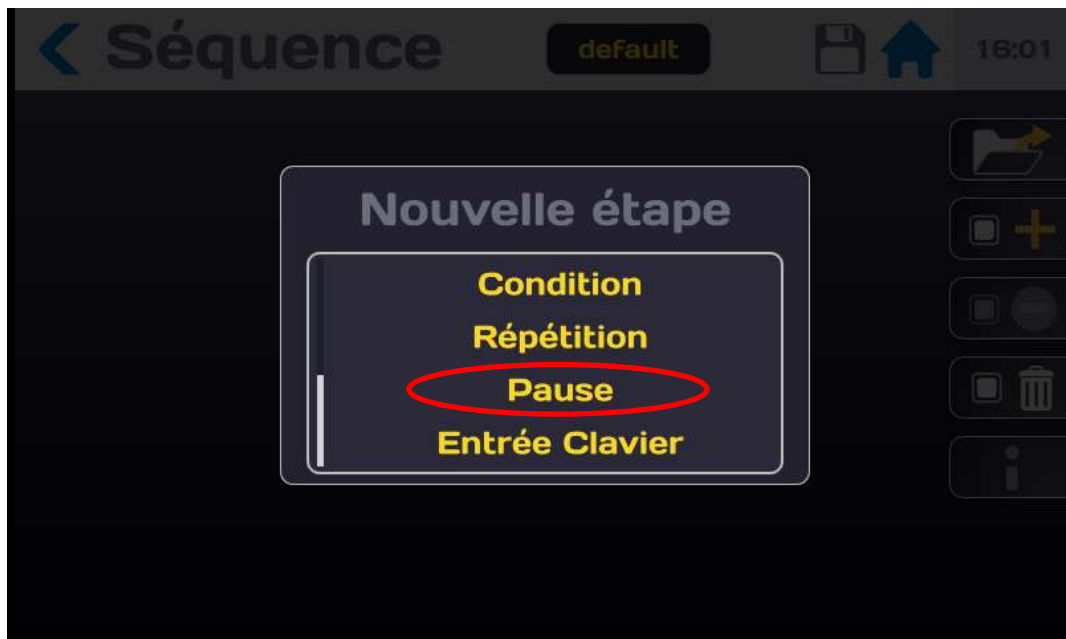 Séquence default 16:01
Nouvelle étape
Condition
Répétition
Pause
Entrée Clavier